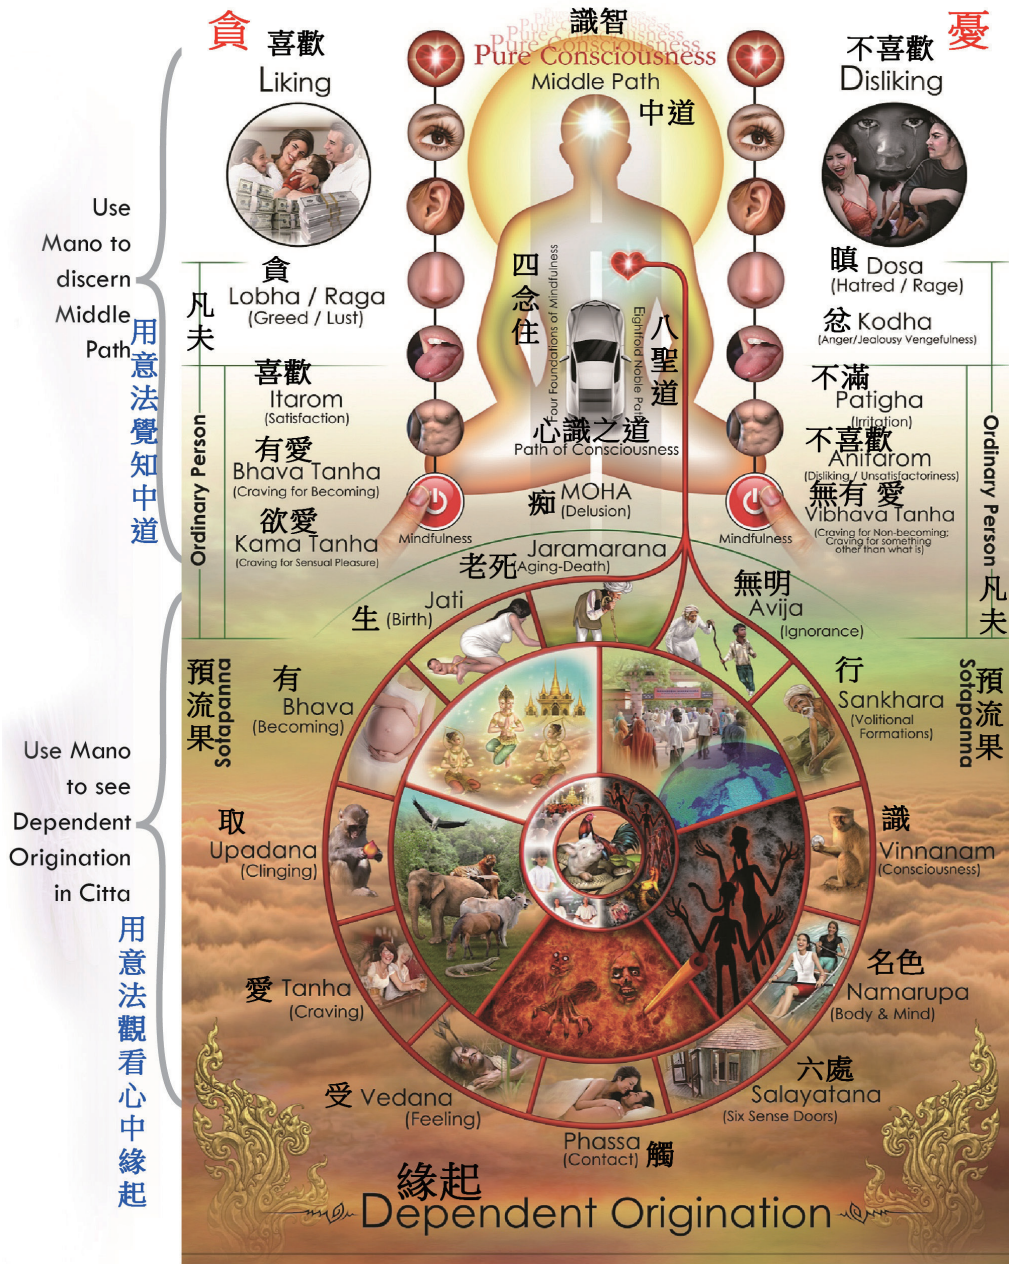 貪
喜歡
Liking
識智
Pure Consciousness
Middle Path
中道
不喜歡
憂
Disliking
Use
Mano to
discern
Middle
Path
用意法覺知中道
凡夫
貪
Lobha / Raga
(Greed / Lust)
喜歡
Itarom
(Satisfaction)
有愛
Bhava Tanha
(Craving for Becoming)
欲愛
Kama Tanha
(Craving for Sensual Pleasure)
Ordinary Person
四念住
Four Foundations of Mindfulness
八聖道
Eightfold Noble Path
心識之道
Path of Consciousness
痴 MOHA
(Delusion)
Mindfulness
Mindfulness
瞋 Dosa
(Hatred / Rage)
忿 Kodha
(Anger/Jealousy Vengefulness)
不滿
Patigha
(Irritation)
不喜歡
Anitarom
(Disliking / Unsatisfactoriness)
無有 愛
Vibhava Tanha
(Craving for Non-becoming;
Craving for something
other than what is)
Ordinary Person
凡夫
Jaramarana
老死 (Aging-Death)
無明
Avija
(Ignorance)
生 Jati
(Birth)
預流果
Sotapanna
有
Bhava
(Becoming)
行
Sankhara
(Volitional
Formations)
Sotapanna
預流果
Use Mano
to see
Dependent
Origination
in Citta
用意法觀看心中緣起
取
Upadana
(Clinging)
識
Vinnanam
(Consciousness)
愛 Tanha
(Craving)
名色
Namarupa
(Body & Mind)
受 Vedana
(Feeling)
六處
Salayatana
(Six Sense Doors)
Phassa
(Contact) 觸
緣起
Dependent Origination